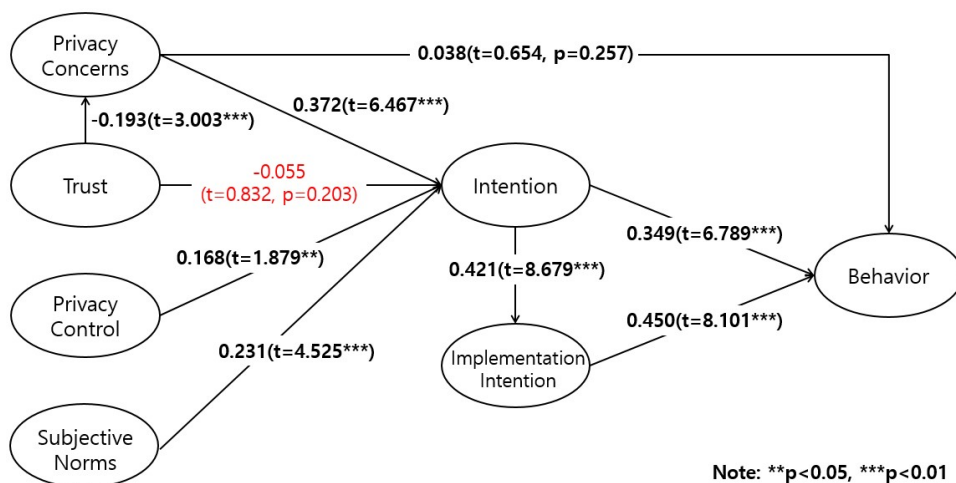 Privacy
Concerns
0.038(t=0.654, p=0.257)
0.372(t=6.467***)
-0.193(t=3.003***)
Trust
-0.055
(t=0.832, p=0.203)
Intention
0.168(t=1.879**)
0.349(t=6.789***)
0.421(t=8.679***)
Behavior
Privacy
Control
0.450(t=8.101***)
0.231(t=4.525***)
Implementation
Intention
Subjective
Norms
Note: **p<0.05, ***p<0.01